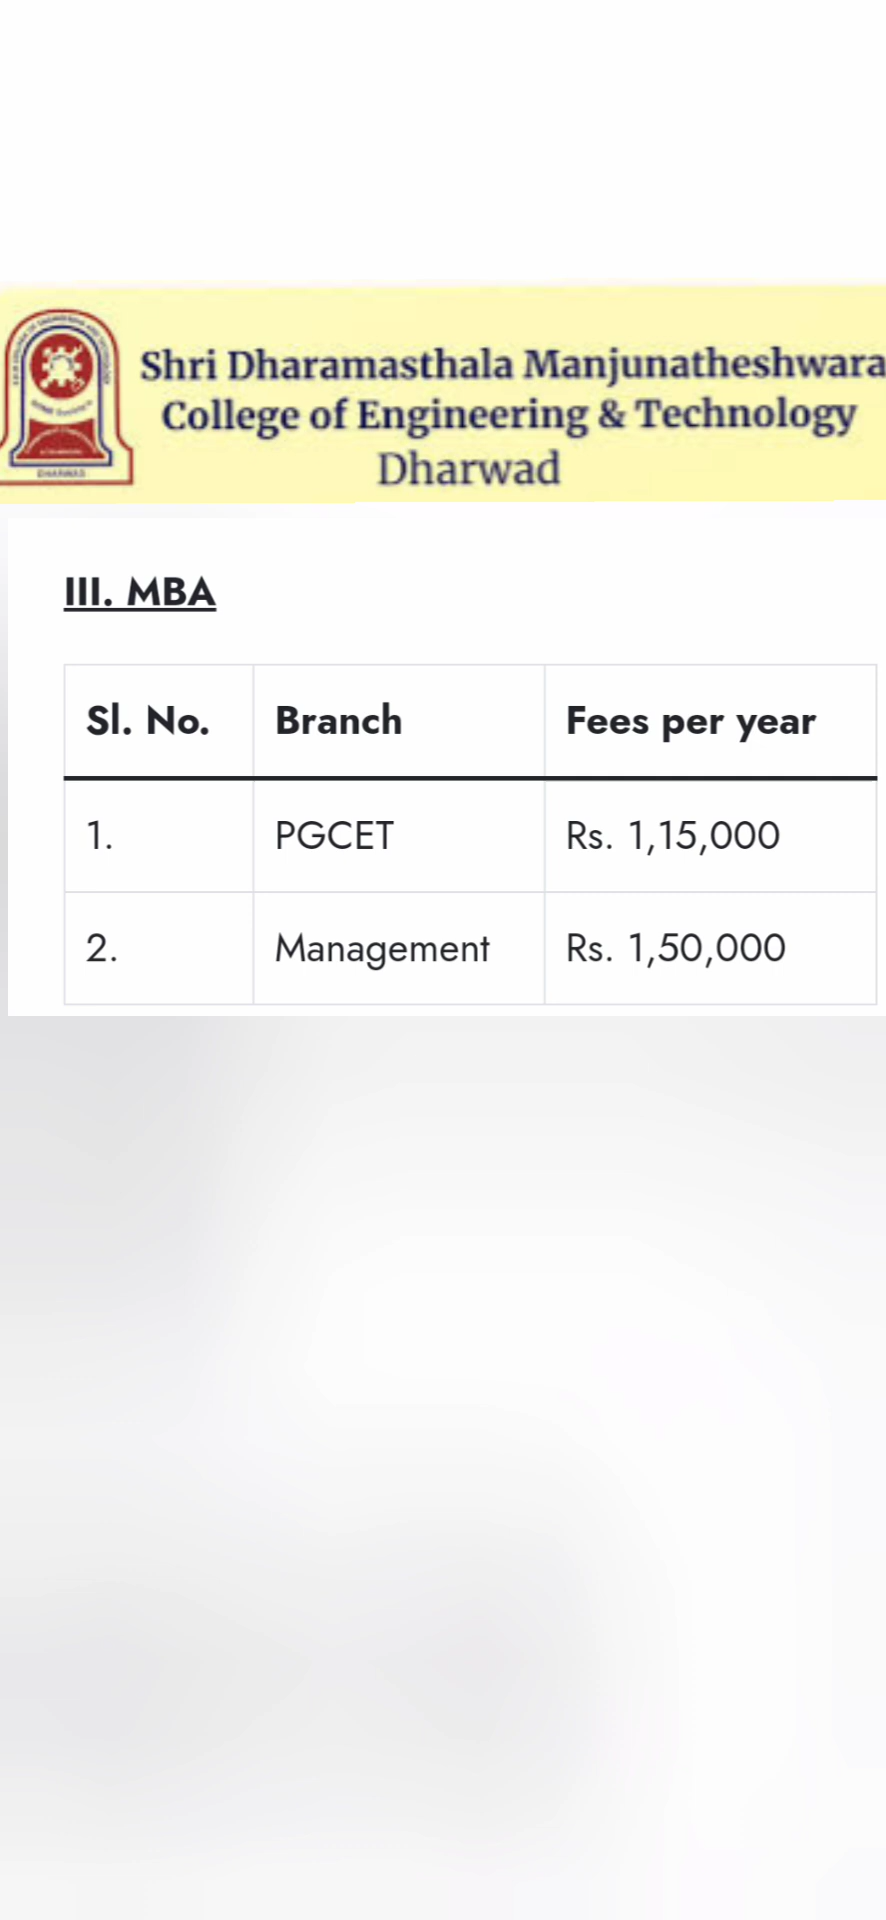 Shri Dharamasthala Manjunatheshwara
College of Engineering & Technology
Dharwad
DHARWAD
III. MBA
Sl. No. Branch Fees per year
1. PGCET Rs. 1,15,000
2. Management Rs. 1,50,000